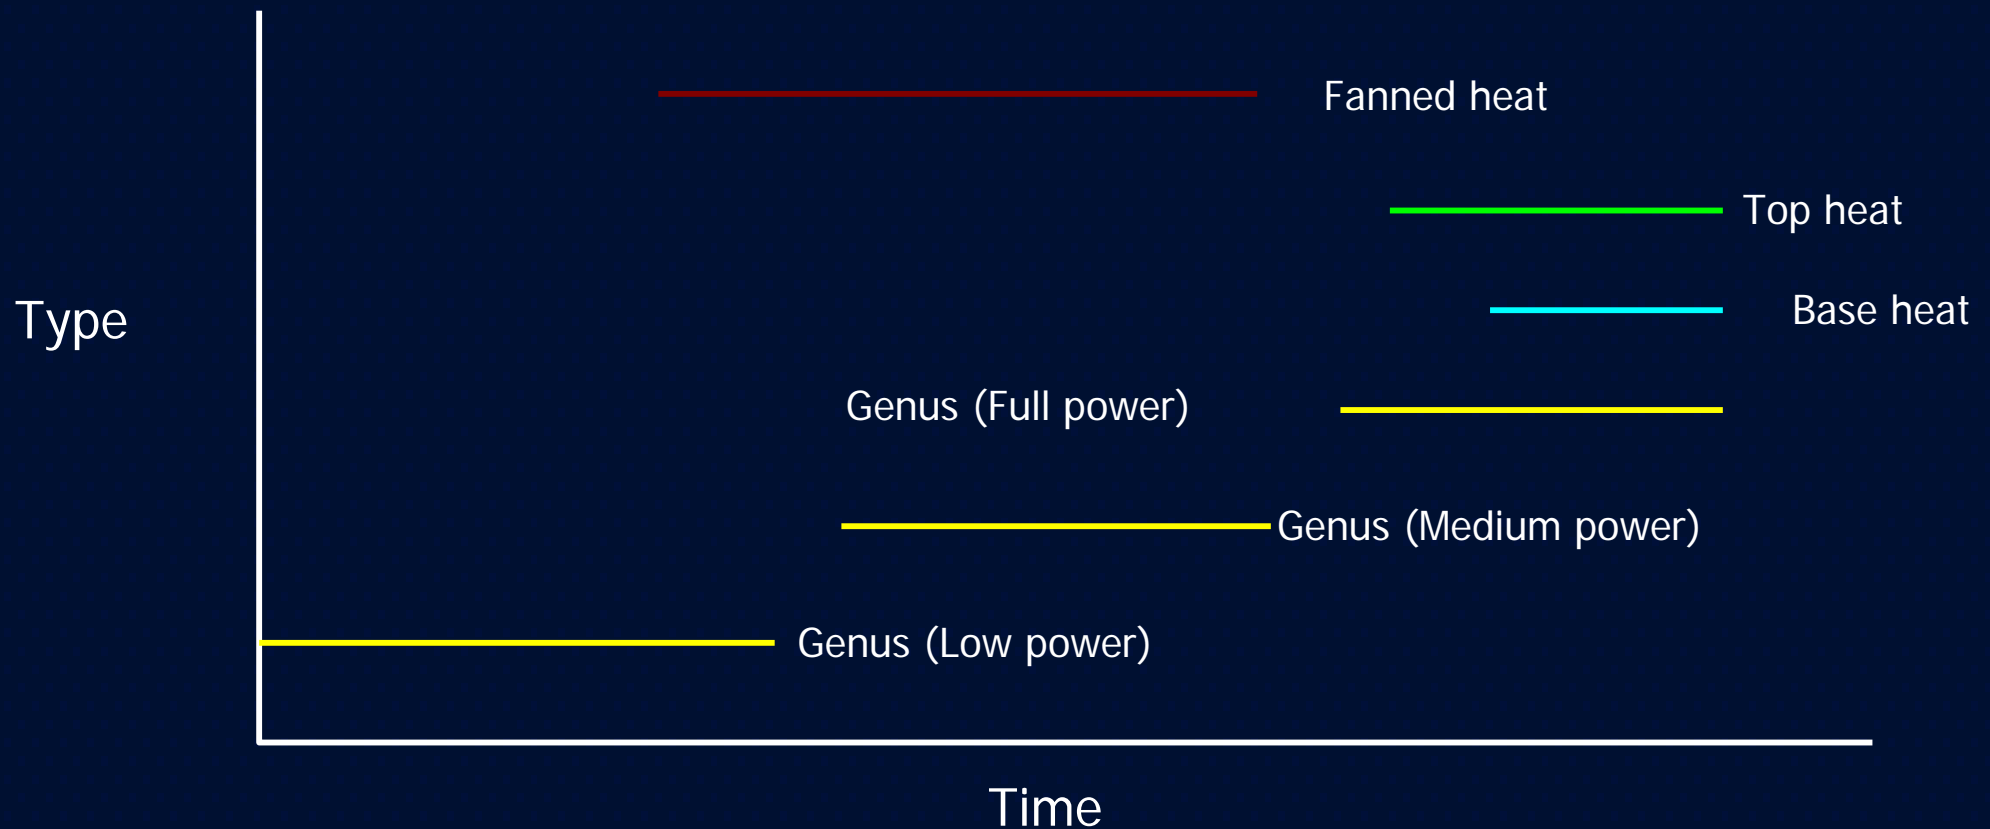 Fanned heat
Top heat
Base heat
Type
Genus (Full power)
Genus (Medium power)
Genus (Low power)
Time